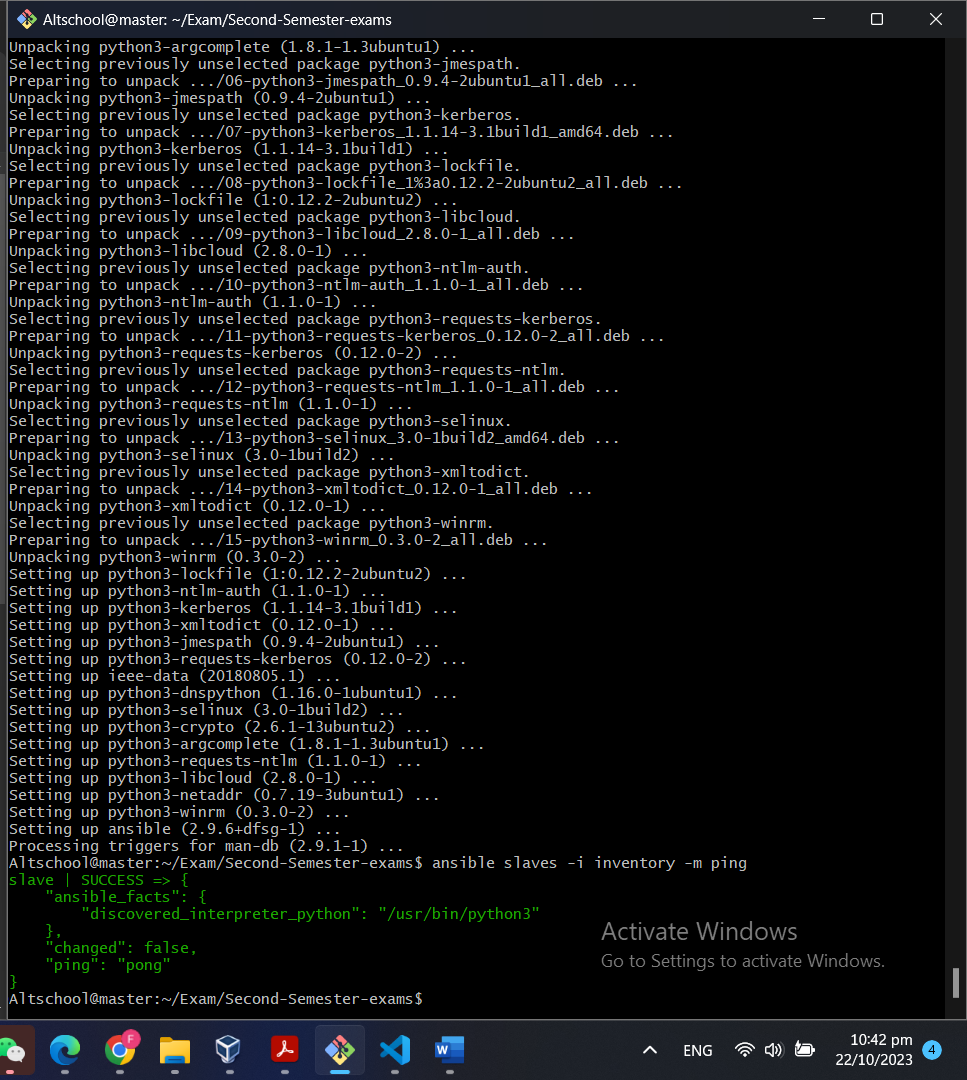 Altschool@master: ~/Exam/Second-Semester-exams
Unpacking python3-argcomplete (1.8.1-1.3ubuntu1) ...
Selecting previously unselected package python3-jmespath.
Preparing to unpack .../06-python3-jmespath_0.9.4-2ubuntu1_all.deb ...
Unpacking python3-jmespath (0.9.4-2ubuntu1) ...
Selecting previously unselected package python3-kerberos.
Preparing to unpack .../07-python3-kerberos_1.1.14-3.1build1_amd64.deb ...
Unpacking python3-kerberos (1.1.14-3.1build1) ...
Selecting previously unselected package python3-lockfile.
Preparing to unpack .../08-python3-lockfile_1%3a0.12.2-2ubuntu2_all.deb ...
Unpacking python3-lockfile (1:0.12.2-2ubuntu2) ...
Selecting previously unselected package python3-libcloud.
Preparing to unpack .../09-python3-libcloud_2.8.0-1_all.deb ...
Unpacking python3-libcloud (2.8.0-1) ...
Selecting previously unselected package python3-ntlm-auth.
Preparing to unpack .../10-python3-ntlm-auth_1.1.0-1_all.deb ...
Unpacking python3-ntlm-auth (1.1.0-1) ...
Selecting previously unselected package python3-requests-kerberos.
Preparing to unpack .../11-python3-requests-kerberos_0.12.0-2_all.deb ...
Unpacking python3-requests-kerberos (0.12.0-2) ...
Selecting previously unselected package python3-requests-ntlm.
Preparing to unpack .../12-python3-requests-ntlm_1.1.0-1_all.deb ...
Unpacking python3-requests-ntlm (1.1.0-1) ...
Selecting previously unselected package python3-selinux.
Preparing to unpack .../13-python3-selinux_3.0-1build2_amd64.deb ...
Unpacking python3-selinux (3.0-1build2) ...
Selecting previously unselected package python3-xmltodict.
Preparing to unpack .../14-python3-xmltodict_0.12.0-1_all.deb ...
Unpacking python3-xmltodict (0.12.0-1) ...
Selecting previously unselected package python3-winrm.
Preparing to unpack .../15-python3-winrm_0.3.0-2_all.deb ...
Unpacking python3-winrm (0.3.0-2) ...
Setting up python3-lockfile (1:0.12.2-2ubuntu2) ...
Setting up python3-ntlm-auth (1.1.0-1) ...
Setting up python3-kerberos (1.1.14-3.1build1) ...
Setting up python3-xmltodict (0.12.0-1) ...
Setting up python3-jmespath (0.9.4-2ubuntu1) ...
Setting up python3-requests-kerberos (0.12.0-2) ...
Setting up ieee-data (20180805.1) ...
Setting up python3-dnspython (1.16.0-1ubuntu1) ...
Setting up python3-selinux (3.0-1build2) ...
Setting up python3-crypto (2.6.1-13ubuntu2) ...
Setting up python3-argcomplete (1.8.1-1.3ubuntu1) ...
Setting up python3-requests-ntlm (1.1.0-1) ...
Setting up python3-libcloud (2.8.0-1) ...
Setting up python3-netaddr (0.7.19-3ubuntu1) ...
Setting up python3-winrm (0.3.0-2) ...
Setting up ansible (2.9.6+dfsg-1) ...
Processing triggers for man-db (2.9.1-1) ...
Altschool@master:~/Exam/Second-Semester-exams$ ansible slaves -i inventory -m ping
slave | SUCCESS => {
    "ansible_facts": {
        "discovered_interpreter_python": "/usr/bin/python3"
    },
    "changed": false,
    "ping": "pong"
}
Altschool@master:~/Exam/Second-Semester-exams$
Activate Windows
Go to Settings to activate Windows.
F
ENG
10:42 pm
22/10/2023
4